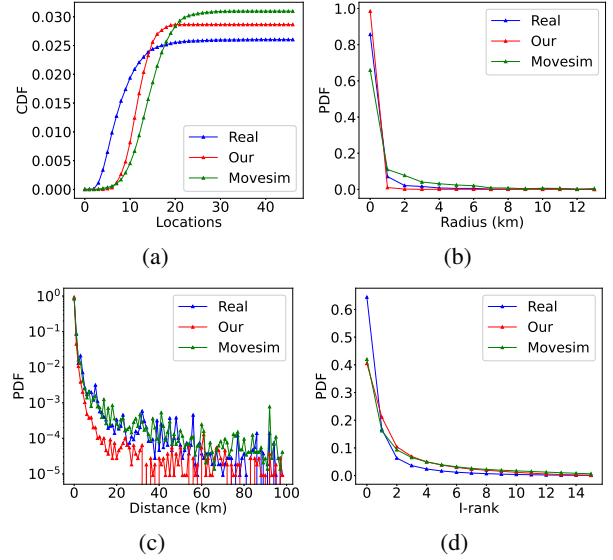 0.030
0.025
0.020
0.015
0.010
0.005
0.000
CDF
0 10 20 30 40
Locations
Real
Our
Movesim
(a)
1.0
0.8
0.6
0.4
0.2
0.0
PDF
0 2 4 6 8 10 12
Radius (km)
Real
Our
Movesim
(b)
10^0
10^-1
10^-2
10^-3
10^-4
10^-5
PDF
0 20 40 60 80 100
Distance (km)
Real
Our
Movesim
(c)
0.6
0.5
0.4
0.3
0.2
0.1
0.0
PDF
0 2 4 6 8 10 12 14
I-rank
Real
Our
Movesim
(d)